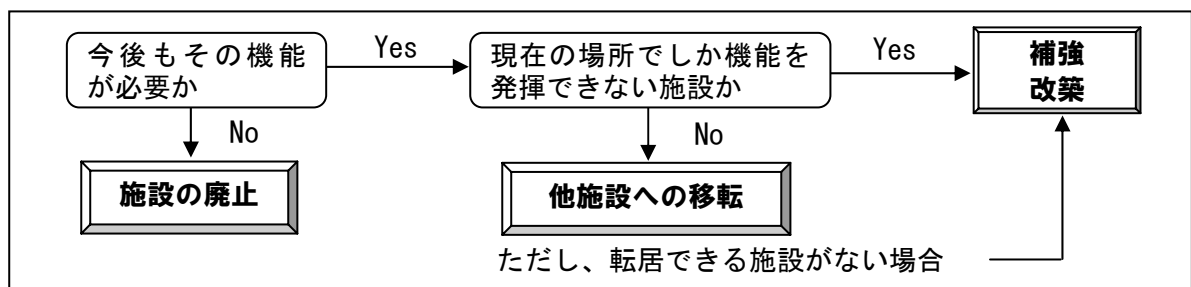 今後もその機能
が必要か
Yes
現在の場所でしか機能を
発揮できない施設か
Yes
補強
改築
No
No
施設の廃止
他施設への移転
ただし、転居できる施設がない場合